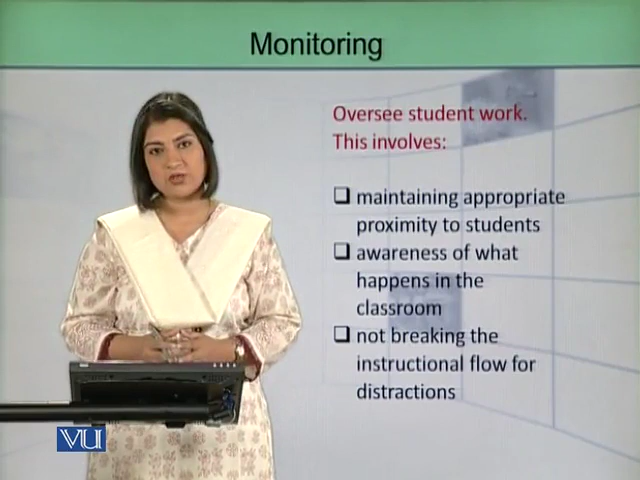 Monitoring
Oversee student work.
This involves:
maintaining appropriate
proximity to students
awareness of what
happens in the
classroom
not breaking the
instructional flow for
distractions
VU